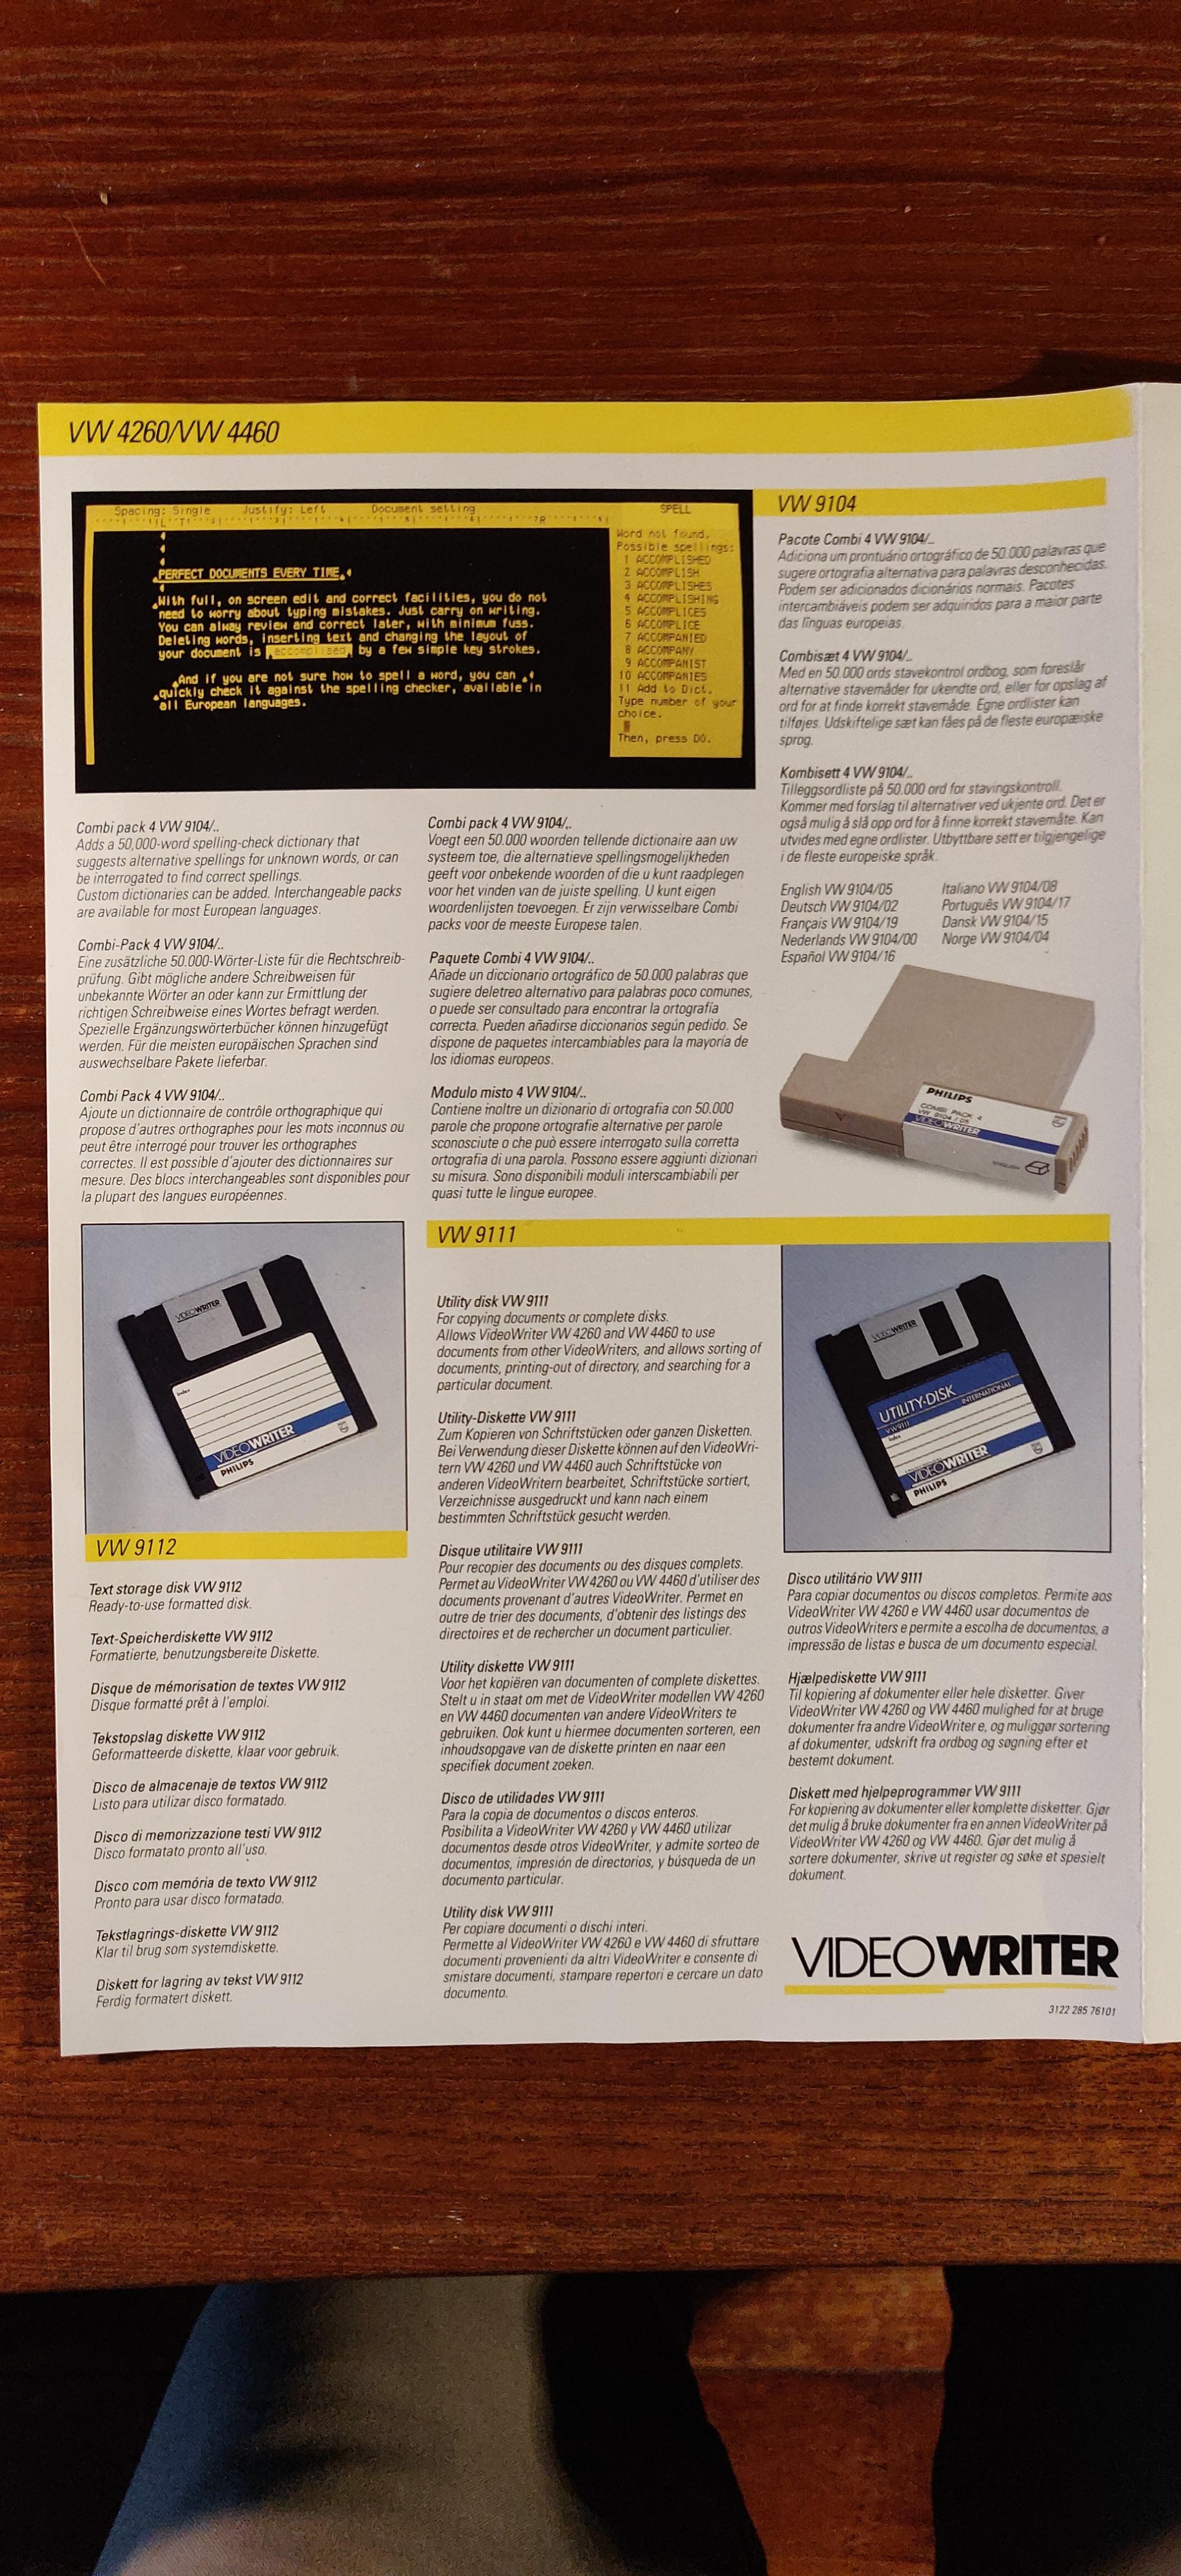 VW 4260/VW 4460
Spacing: Single Justify: Left Document setting SPELL
PERFECT DOCUMENTS EVERY TIME.
With full, on screen edit and correct facilities, you do not
need to worry about typing mistakes. Just carry on writing.
You can alway review and correct later, with minimum fuss.
Deleting words, inserting text and changing the layout of
your document is accomplised by a few simple key strokes.
And if you are not sure how to spell a word, you can
quickly check it against the spelling checker, available in
all European languages.
Word not found.
Possible spellings:
1 ACCOMPLISHED
2 ACCOMPLISH
3 ACCOMPLISHES
4 ACCOMPLISHING
5 ACCOMPLICES
6 ACCOMPLICE
7 ACCOMPANIED
8 ACCOMPANY
9 ACCOMPANIST
10 ACCOMPANIES
11 Add to Dict.
Type number of your
choice.
Then, press DO.
Combi pack 4 VW 9104/..
Adds a 50,000-word spelling-check dictionary that
suggests alternative spellings for unknown words, or can
be interrogated to find correct spellings.
Custom dictionaries can be added. Interchangeable packs
are available for most European languages.
Combi-Pack 4 VW 9104/..
Eine zusätzliche 50.000-Wörter-Liste für die Rechtschreib-
prüfung. Gibt mögliche andere Schreibweisen für
unbekannte Wörter an oder kann zur Ermittlung der
richtigen Schreibweise eines Wortes befragt werden.
Spezielle Ergänzungswörterbücher können hinzugefügt
werden. Für die meisten europäischen Sprachen sind
auswechselbare Pakete lieferbar.
Combi Pack 4 VW 9104/..
Ajoute un dictionnaire de contrôle orthographique qui
propose d'autres orthographes pour les mots inconnus ou
peut être interrogé pour trouver les orthographes
correctes. Il est possible d'ajouter des dictionnaires sur
mesure. Des blocs interchangeables sont disponibles pour
la plupart des langues européennes.
Combi pack 4 VW 9104/..
Voegt een 50.000 woorden tellende dictionaire aan uw
systeem toe, die alternatieve spellingsmogelijkheden
geeft voor onbekende woorden of die u kunt raadplegen
voor het vinden van de juiste spelling. U kunt eigen
woordenlijsten toevoegen. Er zijn verwisselbare Combi
packs voor de meeste Europese talen.
Paquete Combi 4 VW 9104/..
Añade un diccionario ortográfico de 50.000 palabras que
sugiere deletreo alternativo para palabras poco comunes,
o puede ser consultado para encontrar la ortografía
correcta. Pueden añadirse diccionarios según pedido. Se
dispone de paquetes intercambiables para la mayoría de
los idiomas europeos.
Modulo misto 4 VW 9104/..
Contiene inoltre un dizionario di ortografia con 50.000
parole che propone ortografie alternative per parole
sconosciute o che può essere interrogato sulla corretta
ortografia di una parola. Possono essere aggiunti dizionari
su misura. Sono disponibili moduli interscambiabili per
quasi tutte le lingue europee.
VW 9104
Pacote Combi 4 VW 9104/..
Adiciona um prontuário ortográfico de 50.000 palavras que
sugere ortografia alternativa para palavras desconhecidas.
Podem ser adicionados dicionários normais. Pacotes
intercambiáveis podem ser adquiridos para a maior parte
das línguas europeias.
Combisæt 4 VW 9104/..
Med en 50.000 ords stavekontrol ordbog, som foreslår
alternative stavemåder for ukendte ord, eller for opslag af
ord for at finde korrekt stavemåde. Egne ordlister kan
tilføjes. Udskiftelige sæt kan fåes på de fleste europæiske
sprog.
Kombisett 4 VW 9104/..
Tilleggsordliste på 50.000 ord for stavingskontroll.
Kommer med forslag til alternativer ved ukjente ord. Det er
også mulig å slå opp ord for å finne korrekt stavemåte. Kan
utvides med egne ordlister. Utbyttbare sett er tilgjengelige
i de fleste europeiske språk.
English VW 9104/05 Italiano VW 9104/08
Deutsch VW 9104/02 Português VW 9104/17
Français VW 9104/19 Dansk VW 9104/15
Nederlands VW 9104/00 Norge VW 9104/04
Español VW 9104/16
PHILIPS
COMBI PACK 4
VW 9104 / 05
VIDEOWRITER
ENGLISH
VIDEOWRITER
Index
VIDEOWRITER
PHILIPS
VW 9112
Text storage disk VW 9112
Ready-to-use formatted disk.
Text-Speicherdiskette VW 9112
Formatierte, benutzungsbereite Diskette.
Disque de mémorisation de textes VW 9112
Disque formatté prêt à l'emploi.
Tekstopslag diskette VW 9112
Geformatteerde diskette, klaar voor gebruik.
Disco de almacenaje de textos VW 9112
Listo para utilizar disco formatado.
Disco di memorizzazione testi VW 9112
Disco formatato pronto all'uso.
Disco com memória de texto VW 9112
Pronto para usar disco formatado.
Tekstlagrings-diskette VW 9112
Klar til brug som systemdiskette.
Diskett for lagring av tekst VW 9112
Ferdig formatert diskett.
VW 9111
Utility disk VW 9111
For copying documents or complete disks.
Allows VideoWriter VW 4260 and VW 4460 to use
documents from other VideoWriters, and allows sorting of
documents, printing-out of directory, and searching for a
particular document.
Utility-Diskette VW 9111
Zum Kopieren von Schriftstücken oder ganzen Disketten.
Bei Verwendung dieser Diskette können auf den VideoWri-
tern VW 4260 und VW 4460 auch Schriftstücke von
anderen VideoWritern bearbeitet, Schriftstücke sortiert,
Verzeichnisse ausgedruckt und kann nach einem
bestimmten Schriftstück gesucht werden.
Disque utilitaire VW 9111
Pour recopier des documents ou des disques complets.
Permet au VideoWriter VW 4260 ou VW 4460 d'utiliser des
documents provenant d'autres VideoWriter. Permet en
outre de trier des documents, d'obtenir des listings des
directoires et de rechercher un document particulier.
Utility diskette VW 9111
Voor het kopiëren van documenten of complete diskettes.
Stelt u in staat om met de VideoWriter modellen VW 4260
en VW 4460 documenten van andere VideoWriters te
gebruiken. Ook kunt u hiermee documenten sorteren, een
inhoudsopgave van de diskette printen en naar een
specifiek document zoeken.
Disco de utilidades VW 9111
Para la copia de documentos o discos enteros.
Posibilita a VideoWriter VW 4260 y VW 4460 utilizar
documentos desde otros VideoWriter, y admite sorteo de
documentos, impresión de directorios, y búsqueda de un
documento particular.
Utility disk VW 9111
Per copiare documenti o dischi interi.
Permette al VideoWriter VW 4260 e VW 4460 di sfruttare
documenti provenienti da altri VideoWriter e consente di
smistare documenti, stampare repertori e cercare un dato
documento.
VIDEOWRITER
UTILITY-DISK
VW9111 INTERNATIONAL
Index
VIDEOWRITER
PHILIPS
Disco utilitário VW 9111
Para copiar documentos ou discos completos. Permite aos
VideoWriter VW 4260 e VW 4460 usar documentos de
outros VideoWriters e permite a escolha de documentos, a
impressão de listas e busca de um documento especial.
Hjælpediskette VW 9111
Til kopiering af dokumenter eller hele disketter. Giver
VideoWriter VW 4260 og VW 4460 mulighed for at bruge
dokumenter fra andre VideoWriter e, og muliggør sortering
af dokumenter, udskrift fra ordbog og søgning efter et
bestemt dokument.
Diskett med hjelpeprogrammer VW 9111
For kopiering av dokumenter eller komplette disketter. Gjør
det mulig å bruke dokumenter fra en annen VideoWriter på
VideoWriter VW 4260 og VW 4460. Gjør det mulig å
sortere dokumenter, skrive ut register og søke et spesielt
dokument.
VIDEOWRITER
3122 285 76101